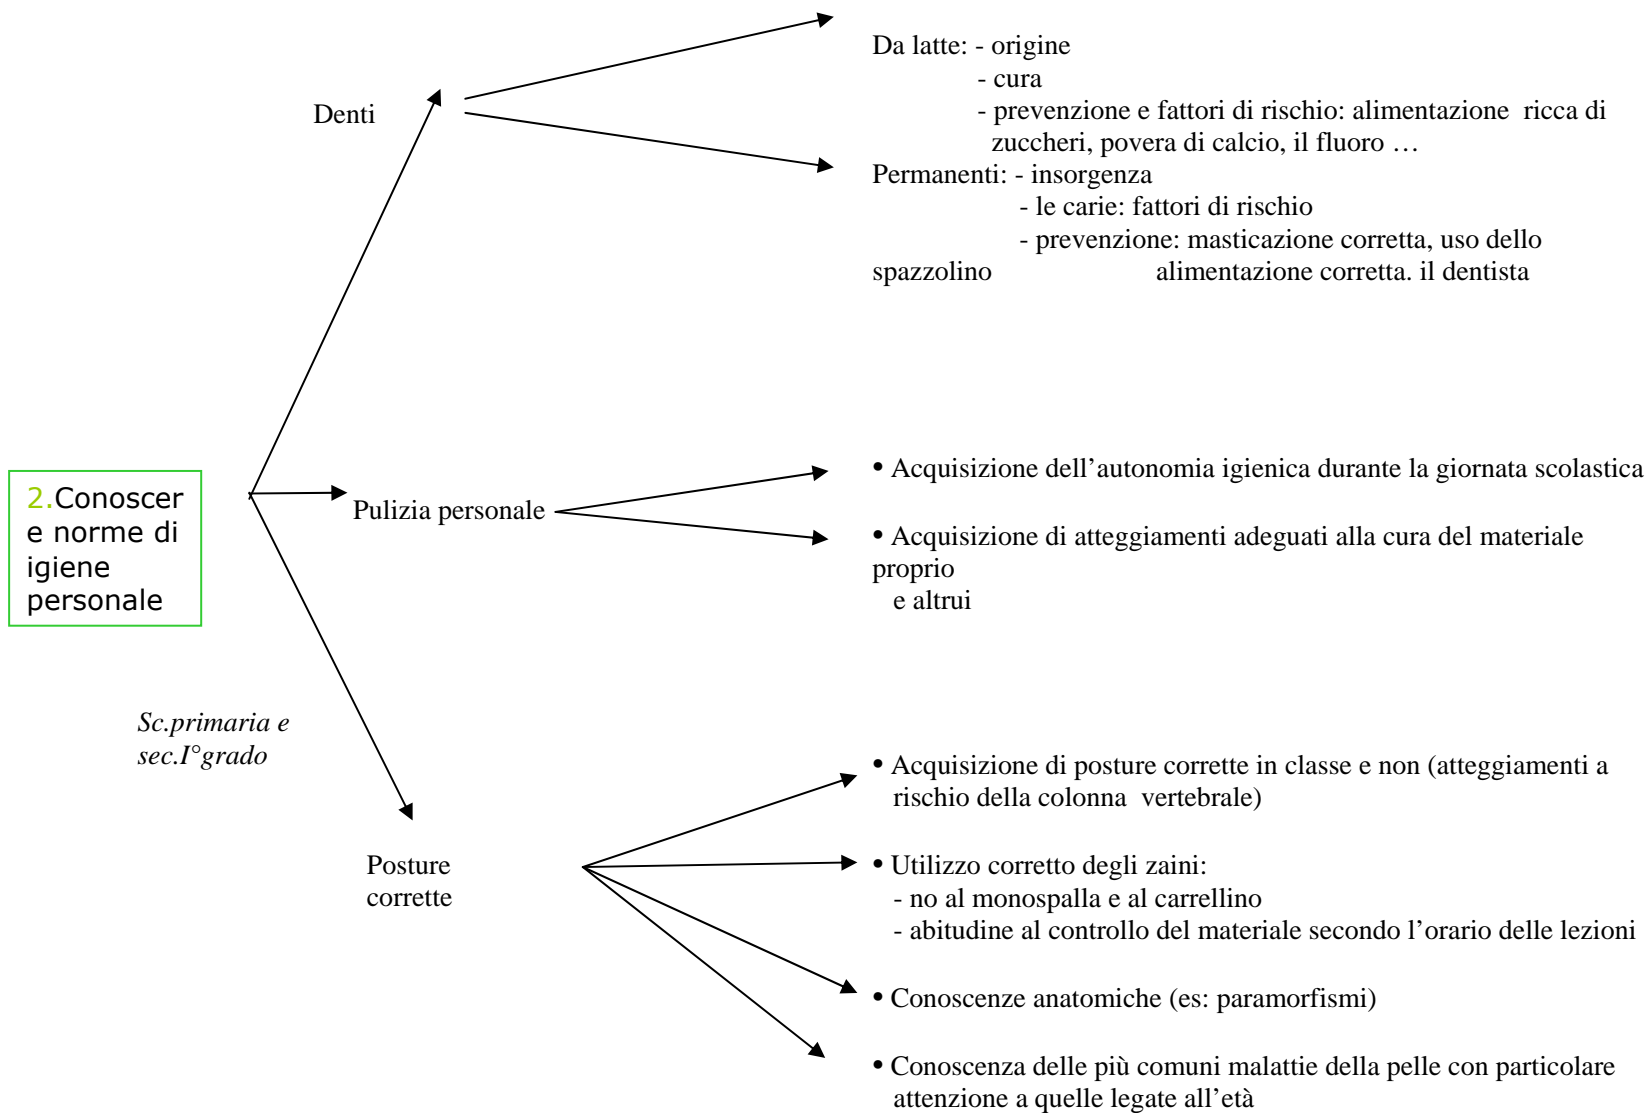 Da latte: - origine
- cura
Denti
- prevenzione e fattori di rischio: alimentazione ricca di
zuccheri, povera di calcio, il fluoro …
Permanenti: - insorgenza
- le carie: fattori di rischio
- prevenzione: masticazione corretta, uso dello
spazzolino alimentazione corretta. il dentista
2.Conoscer
e norme di
igiene
personale
Pulizia personale
• Acquisizione dell’autonomia igienica durante la giornata scolastica
• Acquisizione di atteggiamenti adeguati alla cura del materiale
proprio
e altrui
Sc.primaria e
sec.I°grado
Posture
corrette
• Acquisizione di posture corrette in classe e non (atteggiamenti a
rischio della colonna vertebrale)
• Utilizzo corretto degli zaini:
- no al monospalla e al carrellino
- abitudine al controllo del materiale secondo l’orario delle lezioni
• Conoscenze anatomiche (es: paramorfismi)
• Conoscenza delle più comuni malattie della pelle con particolare
attenzione a quelle legate all’età